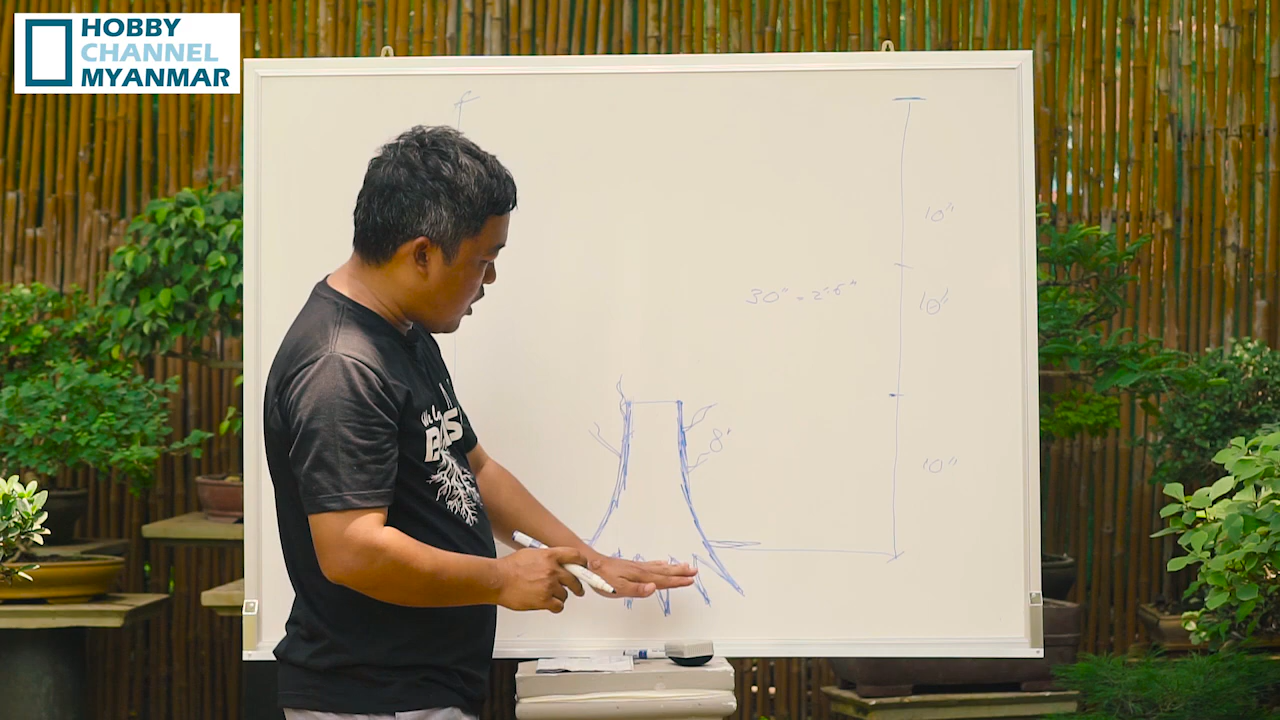 HOBBY
CHANNEL
MYANMAR
10"
30" = 2'.6"
10"
8"
10"